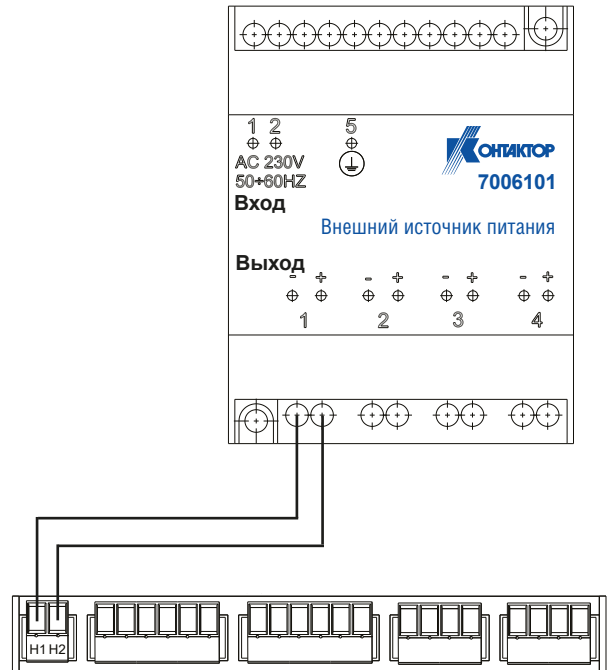 1 2 5
AC 230V
50÷60HZ
КОНТАКТОР
7006101
Вход
Внешний источник питания
Выход
- + - + - + - +
1 2 3 4
H1 H2